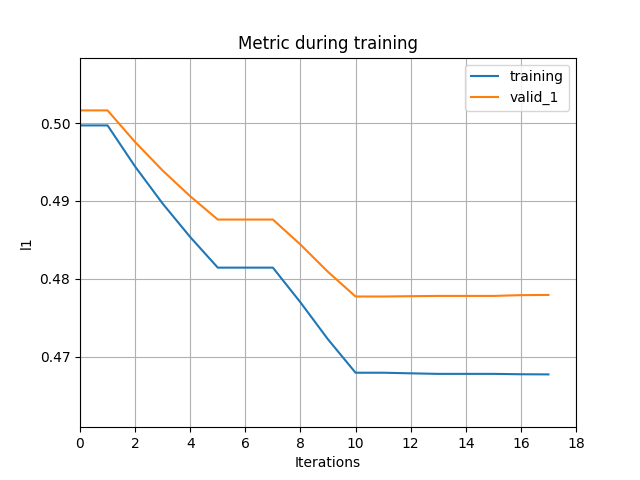 Metric during training
training
valid_1
0.50
0.49
0.48
0.47
l1
0 2 4 6 8 10 12 14 16 18
Iterations